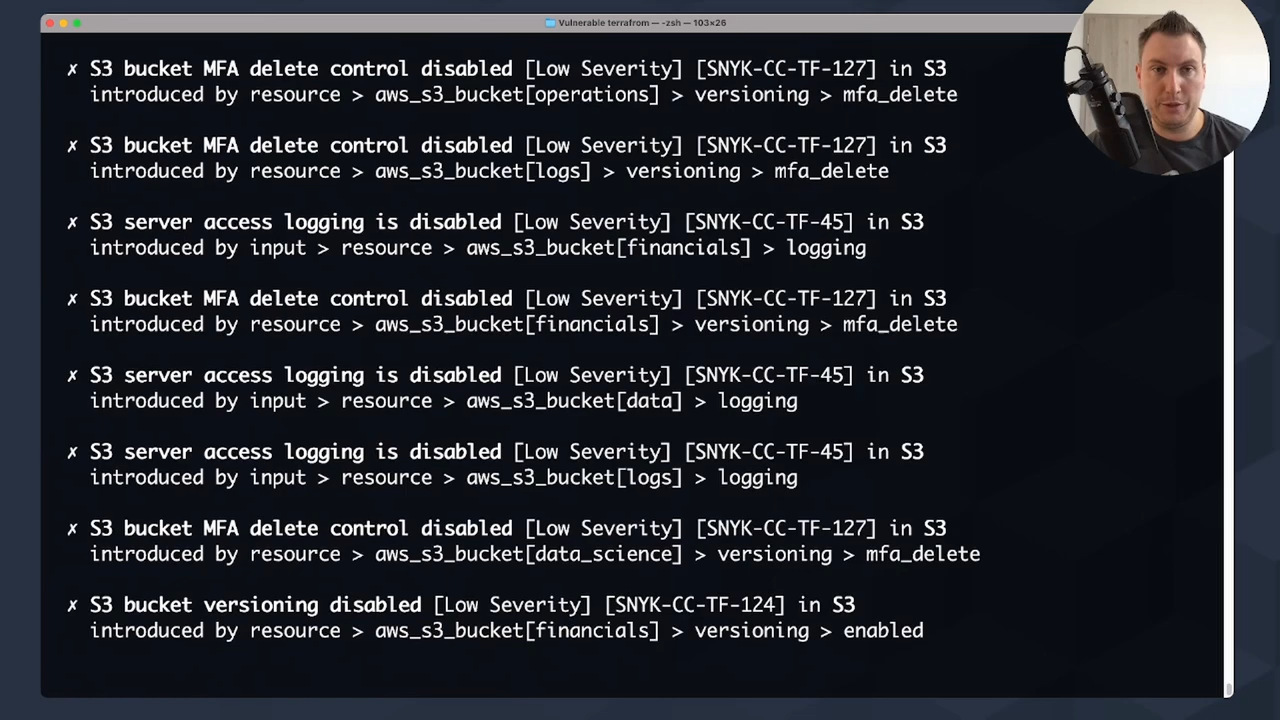 Vulnerable terrafrom — -zsh — 103×26
✗ S3 bucket MFA delete control disabled [Low Severity] [SNYK-CC-TF-127] in S3
introduced by resource > aws_s3_bucket[operations] > versioning > mfa_delete
✗ S3 bucket MFA delete control disabled [Low Severity] [SNYK-CC-TF-127] in S3
introduced by resource > aws_s3_bucket[logs] > versioning > mfa_delete
✗ S3 server access logging is disabled [Low Severity] [SNYK-CC-TF-45] in S3
introduced by input > resource > aws_s3_bucket[financials] > logging
✗ S3 bucket MFA delete control disabled [Low Severity] [SNYK-CC-TF-127] in S3
introduced by resource > aws_s3_bucket[financials] > versioning > mfa_delete
✗ S3 server access logging is disabled [Low Severity] [SNYK-CC-TF-45] in S3
introduced by input > resource > aws_s3_bucket[data] > logging
✗ S3 server access logging is disabled [Low Severity] [SNYK-CC-TF-45] in S3
introduced by input > resource > aws_s3_bucket[logs] > logging
✗ S3 bucket MFA delete control disabled [Low Severity] [SNYK-CC-TF-127] in S3
introduced by resource > aws_s3_bucket[data_science] > versioning > mfa_delete
✗ S3 bucket versioning disabled [Low Severity] [SNYK-CC-TF-124] in S3
introduced by resource > aws_s3_bucket[financials] > versioning > enabled